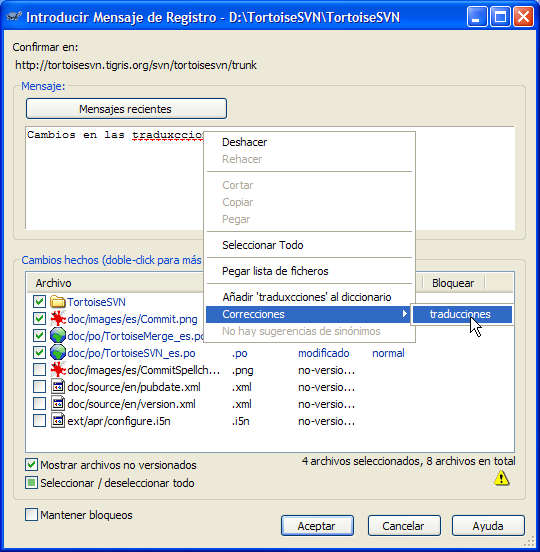 Introducir Mensaje de Registro - D:\TortoiseSVN\TortoiseSVN
Confirmar en:
http://tortoisesvn.tigris.org/svn/tortoisesvn/trunk
Mensaje:
Mensajes recientes
Cambios en las traduxccion
Deshacer
Rehacer
Cortar
Copiar
Pegar
Seleccionar Todo
Pegar lista de ficheros
Añadir 'traduxcciones' al diccionario
Correcciones
traducciones
No hay sugerencias de sinónimos
Cambios hechos (doble-click para más
Archivo Bloquear
TortoiseSVN
doc/images/es/Commit.png
doc/po/TortoiseMerge_es.po
doc/po/TortoiseSVN_es.po .po modificado normal
doc/images/es/CommitSpellch... .png no-versio...
doc/source/en/pubdate.xml .xml no-versio...
doc/source/en/version.xml .xml no-versio...
ext/apr/configure.i5n .i5n no-versio...
Mostrar archivos no versionados 4 archivos seleccionados, 8 archivos en total
Seleccionar / deseleccionar todo
Mantener bloqueos
Aceptar Cancelar Ayuda